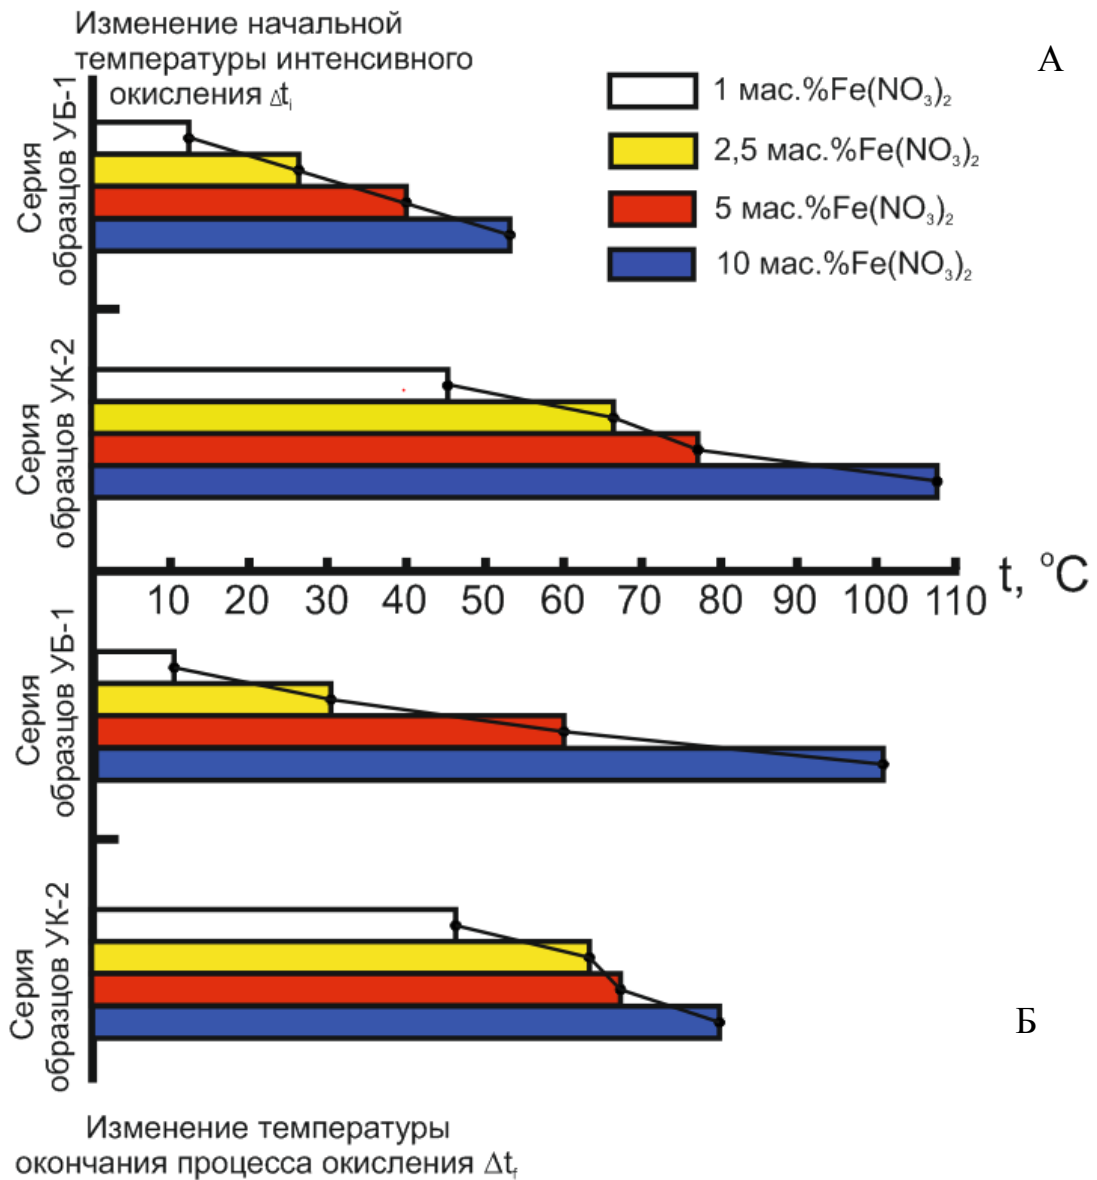 Изменение начальной
температуры интенсивного
окисления Δtᵢ
А
1 мас.%Fe(NO₃)₂
2,5 мас.%Fe(NO₃)₂
5 мас.%Fe(NO₃)₂
10 мас.%Fe(NO₃)₂
Серия
образцов УБ-1
Серия
образцов УК-2
10 20 30 40 50 60 70 80 90 100 110 t, °C
Серия
образцов УБ-1
Серия
образцов УК-2
Б
Изменение температуры
окончания процесса окисления Δt_f